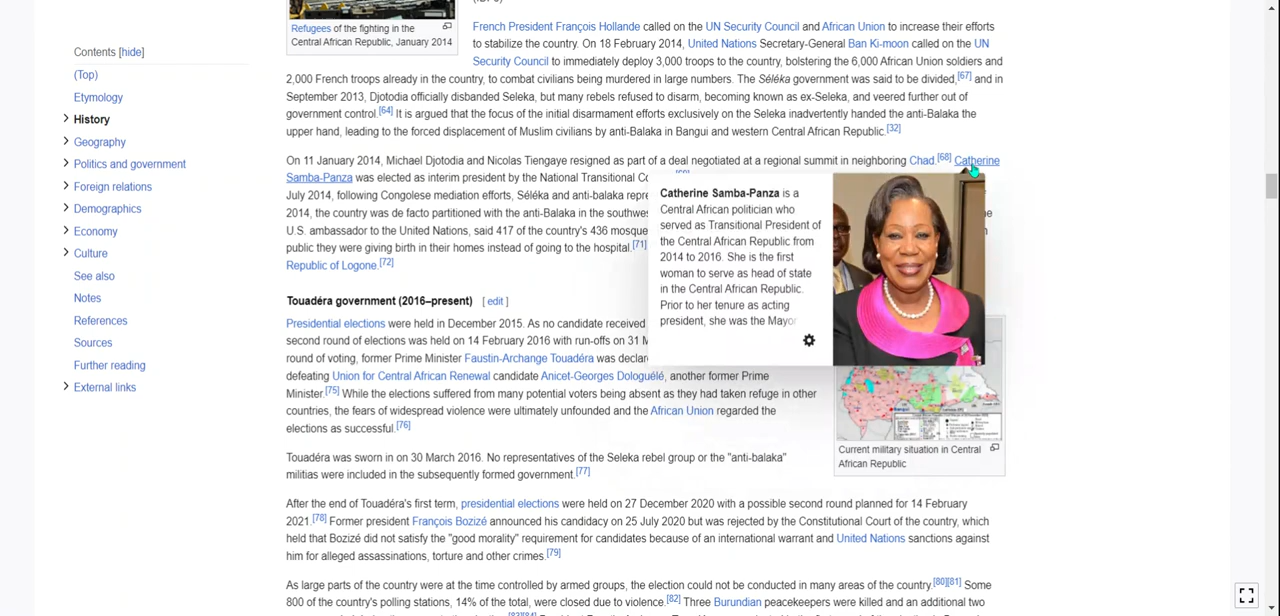 Contents [hide]
(Top)
Etymology
History
Geography
Politics and government
Foreign relations
Demographics
Economy
Culture
See also
Notes
References
Sources
Further reading
External links
Refugees of the fighting in the
Central African Republic, January 2014
French President François Hollande called on the UN Security Council and African Union to increase their efforts
to stabilize the country. On 18 February 2014, United Nations Secretary-General Ban Ki-moon called on the UN
Security Council to immediately deploy 3,000 troops to the country, bolstering the 6,000 African Union soldiers and
2,000 French troops already in the country, to combat civilians being murdered in large numbers. The Séléka government was said to be divided,[67] and in
September 2013, Djotodia officially disbanded Seleka, but many rebels refused to disarm, becoming known as ex-Seleka, and veered further out of
government control.[64] It is argued that the focus of the initial disarmament efforts exclusively on the Seleka inadvertently handed the anti-Balaka the
upper hand, leading to the forced displacement of Muslim civilians by anti-Balaka in Bangui and western Central African Republic.[32]
On 11 January 2014, Michael Djotodia and Nicolas Tiengaye resigned as part of a deal negotiated at a regional summit in neighboring Chad.[68] Catherine
Samba-Panza was elected as interim president by the National Transitional Co
July 2014, following Congolese mediation efforts, Séléka and anti-balaka repre
2014, the country was de facto partitioned with the anti-Balaka in the southwes
U.S. ambassador to the United Nations, said 417 of the country's 436 mosque
public they were giving birth in their homes instead of going to the hospital.[71]
Republic of Logone.[72]
Catherine Samba-Panza is a
Central African politician who
served as Transitional President of
the Central African Republic from
2014 to 2016. She is the first
woman to serve as head of state
in the Central African Republic.
Prior to her tenure as acting
president, she was the Mayor
Touadéra government (2016–present) [ edit ]
Presidential elections were held in December 2015. As no candidate received
second round of elections was held on 14 February 2016 with run-offs on 31 M
round of voting, former Prime Minister Faustin-Archange Touadéra was declar
defeating Union for Central African Renewal candidate Anicet-Georges Dologuélé, another former Prime
Minister.[75] While the elections suffered from many potential voters being absent as they had taken refuge in other
countries, the fears of widespread violence were ultimately unfounded and the African Union regarded the
elections as successful.[76]
Current military situation in Central
African Republic
Touadéra was sworn in on 30 March 2016. No representatives of the Seleka rebel group or the "anti-balaka"
militias were included in the subsequently formed government.[77]
After the end of Touadéra's first term, presidential elections were held on 27 December 2020 with a possible second round planned for 14 February
2021.[78] Former president François Bozizé announced his candidacy on 25 July 2020 but was rejected by the Constitutional Court of the country, which
held that Bozizé did not satisfy the "good morality" requirement for candidates because of an international warrant and United Nations sanctions against
him for alleged assassinations, torture and other crimes.[79]
As large parts of the country were at the time controlled by armed groups, the election could not be conducted in many areas of the country.[80][81] Some
800 of the country's polling stations, 14% of the total, were closed due to violence.[82] Three Burundian peacekeepers were killed and an additional two